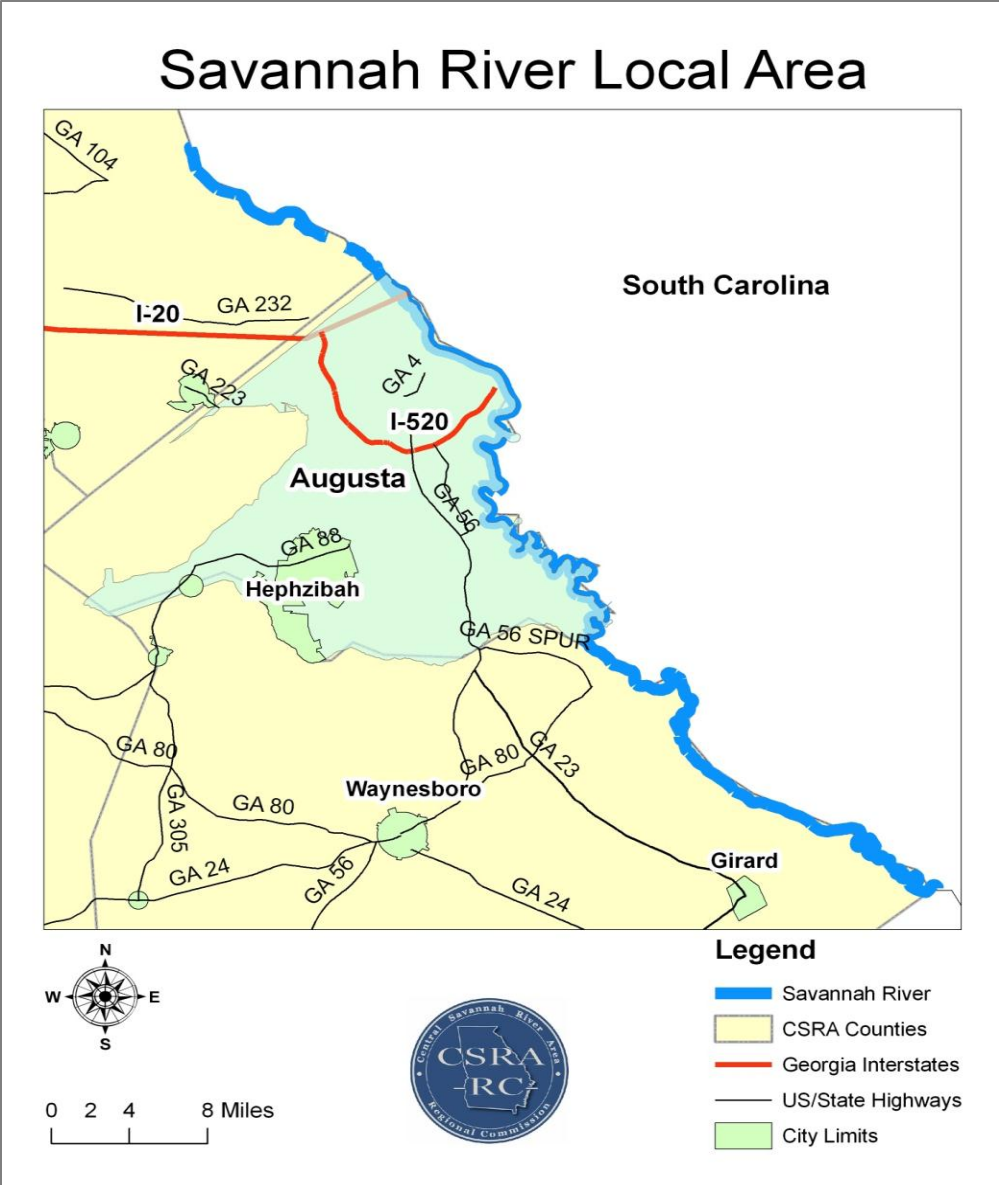 Savannah River Local Area
GA 104
South Carolina
GA 232
I-20
GA 4
GA 223
I-520
Augusta
GA 56
GA 88
Hephzibah
GA 56 SPUR
GA 80
GA 80
GA 23
Waynesboro
GA 80
GA 305
Girard
GA 24
GA 56
GA 24
Legend
N
W
E
S
Savannah River
CSRA Counties
Georgia Interstates
US/State Highways
City Limits
Central Savannah River Area
CSRA
-RC-
Regional Commission
0 2 4 8 Miles